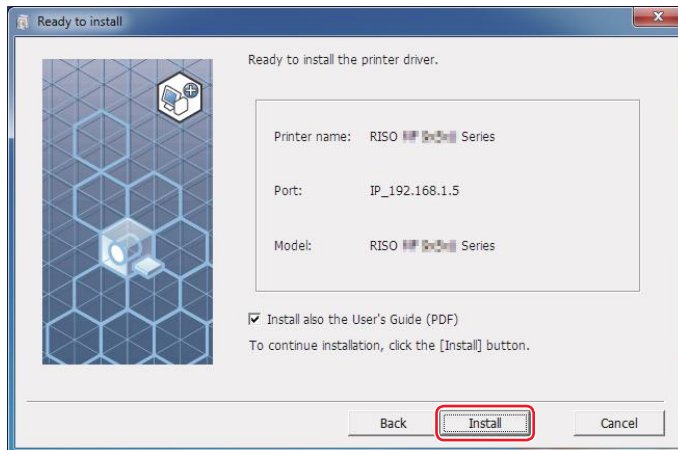 Ready to install
Ready to install the printer driver.
Printer name: RISO Series
Port: IP_192.168.1.5
Model: RISO Series
Install also the User's Guide (PDF)
To continue installation, click the [Install] button.
Back Install Cancel